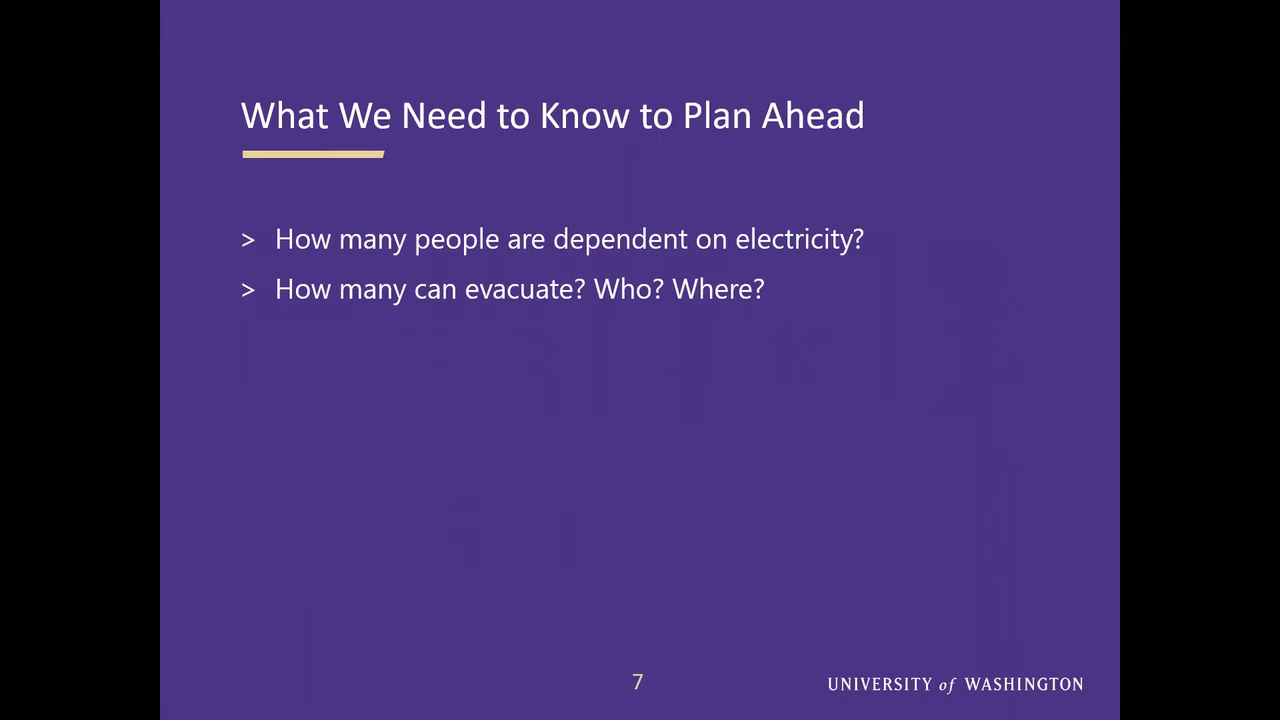 What We Need to Know to Plan Ahead
> How many people are dependent on electricity?
> How many can evacuate? Who? Where?
7
UNIVERSITY of WASHINGTON